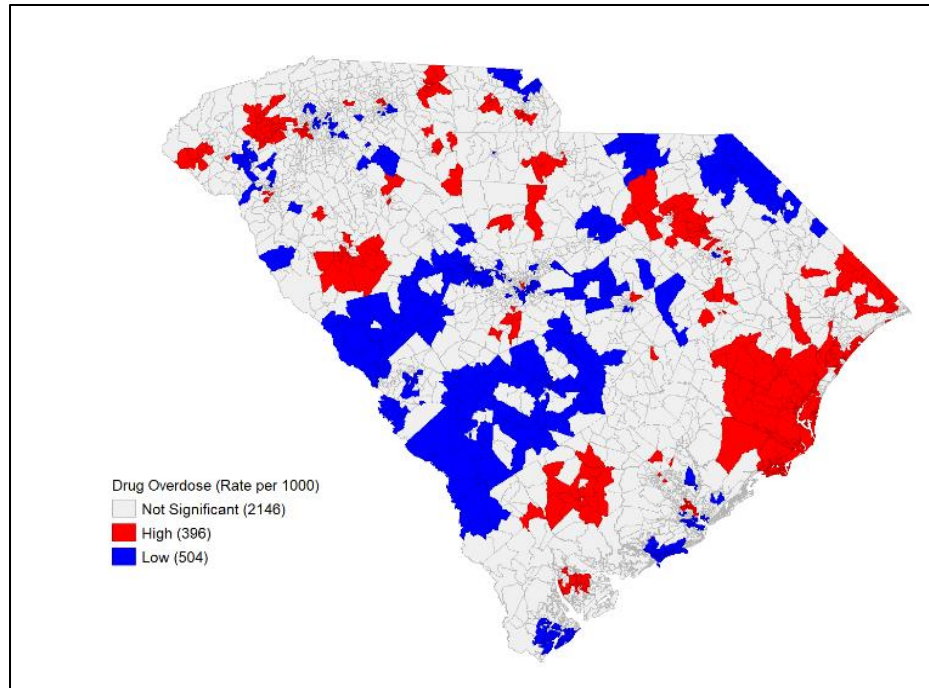 Drug Overdose (Rate per 1000)
Not Significant (2146)
High (396)
Low (504)